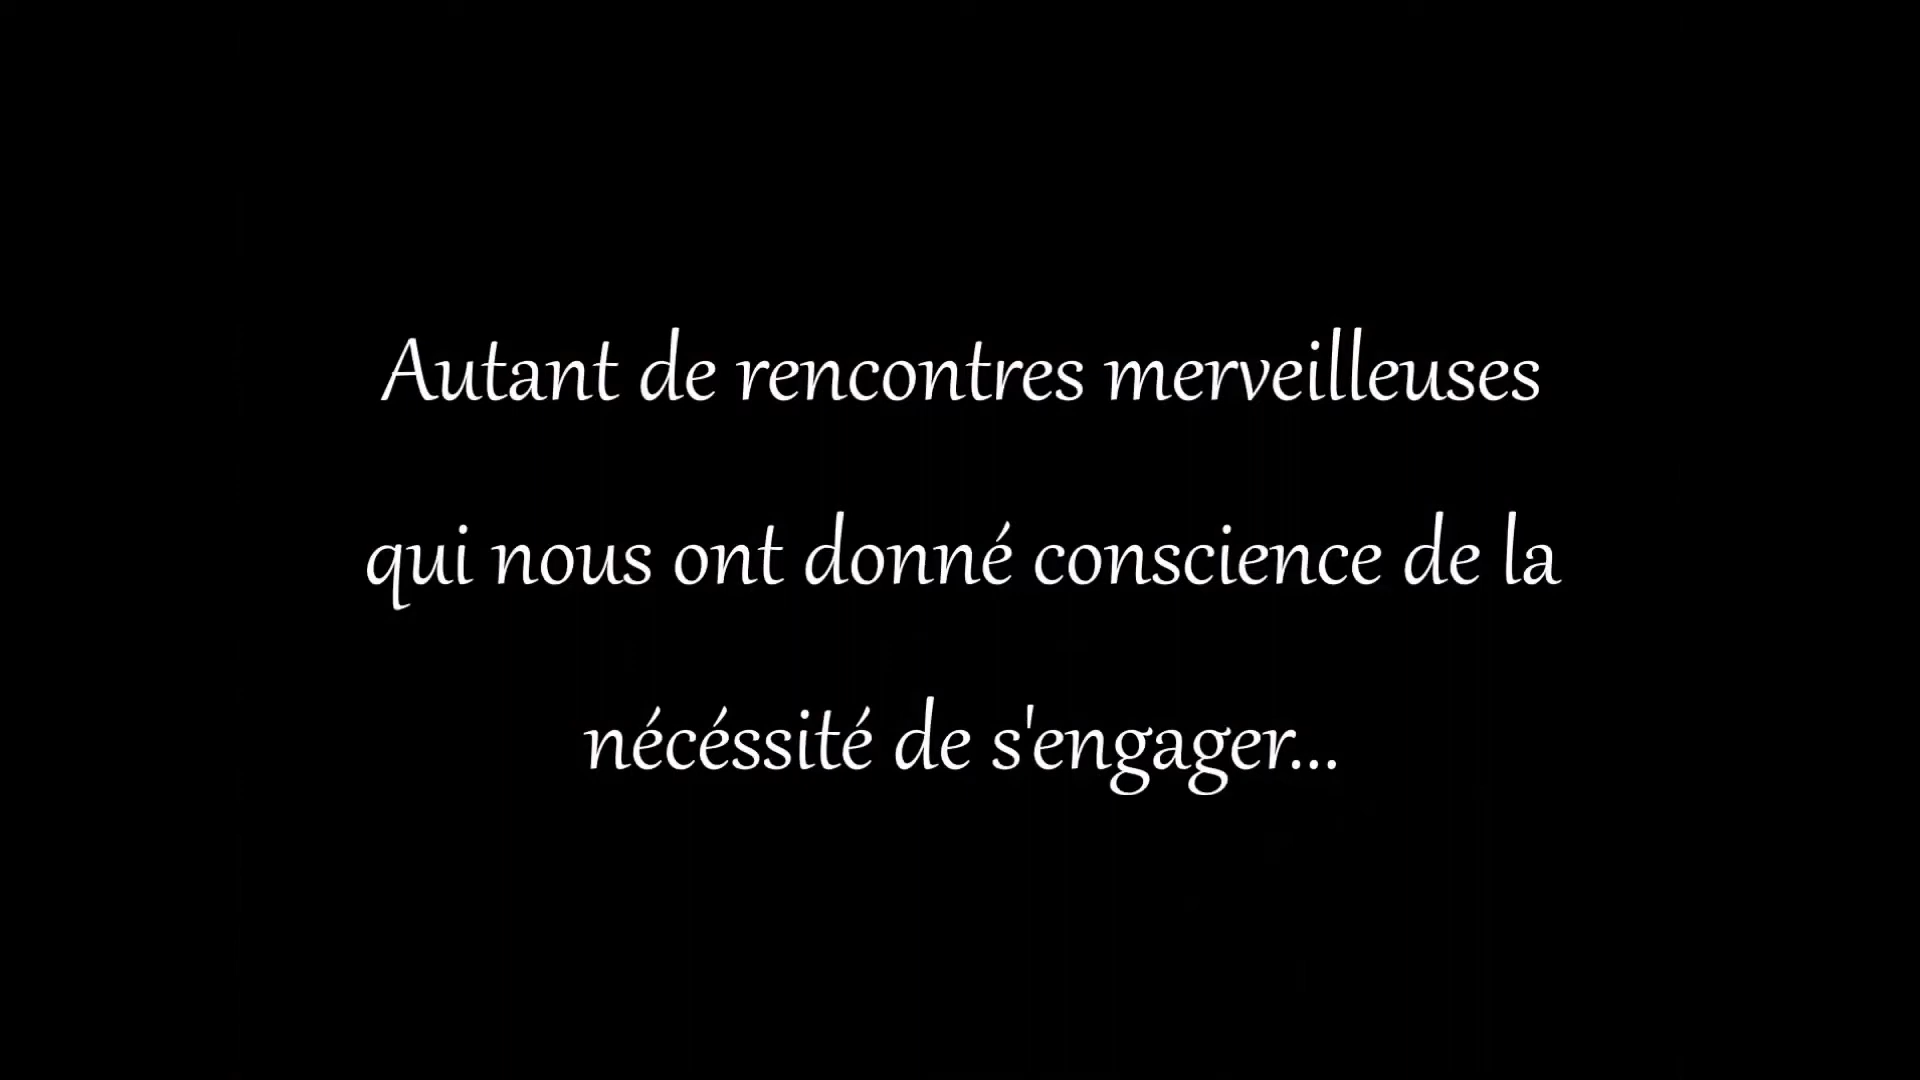 Autant de rencontres merveilleuses
qui nous ont donné conscience de la
nécéssité de s'engager...